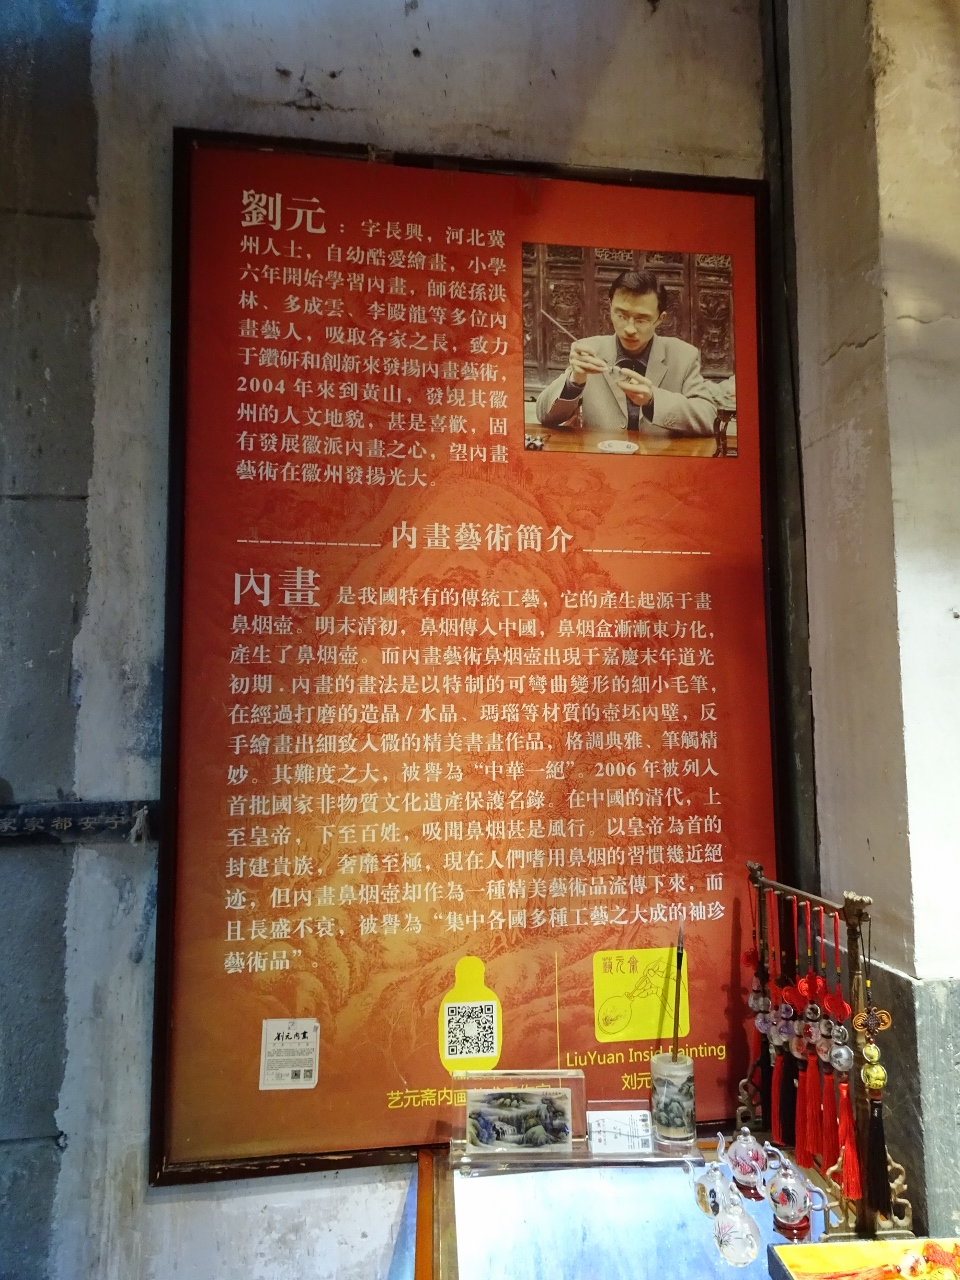 劉元：字長興，河北冀
州人士，自幼酷愛繪畫，小學
六年開始學習內畫，師從孫洪
林、多成雲、李殿龍等多位內
畫藝人，吸取各家之長，致力
于鑽研和創新來發揚內畫藝術，
2004年來到黃山，發現其徽
州的人文地貌，甚是喜歡，固
有發展徽派內畫之心，望內畫
藝術在徽州發揚光大。
内畫藝術簡介
內畫 是我國特有的傳統工藝，它的產生起源于畫
鼻烟壺。明末清初，鼻烟傳入中國，鼻烟盒漸漸東方化，
產生了鼻烟壺。而内畫藝術鼻烟壺出現于嘉慶末年道光
初期．内畫的畫法是以特制的可彎曲變形的細小毛筆，
在經過打磨的造晶/水晶、瑪瑙等材質的壺坯内壁，反
手繪畫出細致入微的精美書畫作品，格調典雅、筆觸精
妙。其難度之大，被譽為“中華一絕”。2006年被列入
首批國家非物質文化遺產保護名錄。在中國的清代，上
至皇帝，下至百姓，吸聞鼻烟甚是風行。以皇帝為首的
封建貴族，奢靡至極，現在人們嗜用鼻烟的習慣幾近絕
迹，但内畫鼻烟壺却作為一種精美藝術品流傳下來，而
且長盛不衰，被譽為“集中各國多種工藝之大成的袖珍
藝術品”。
劉元内畫
LiuYuan Insid Painting
艺元斋内画
刘元